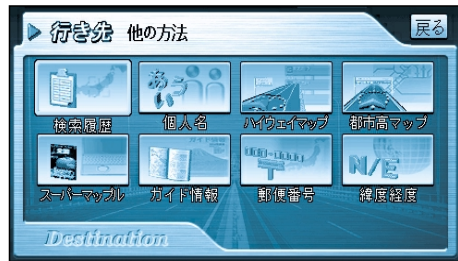 行き先 他の方法
戻る
あいう
検索履歴 個人名 ハイウェイマップ 都市高マップ
N/E
スーパーマップル ガイド情報 郵便番号 緯度経度
Destination